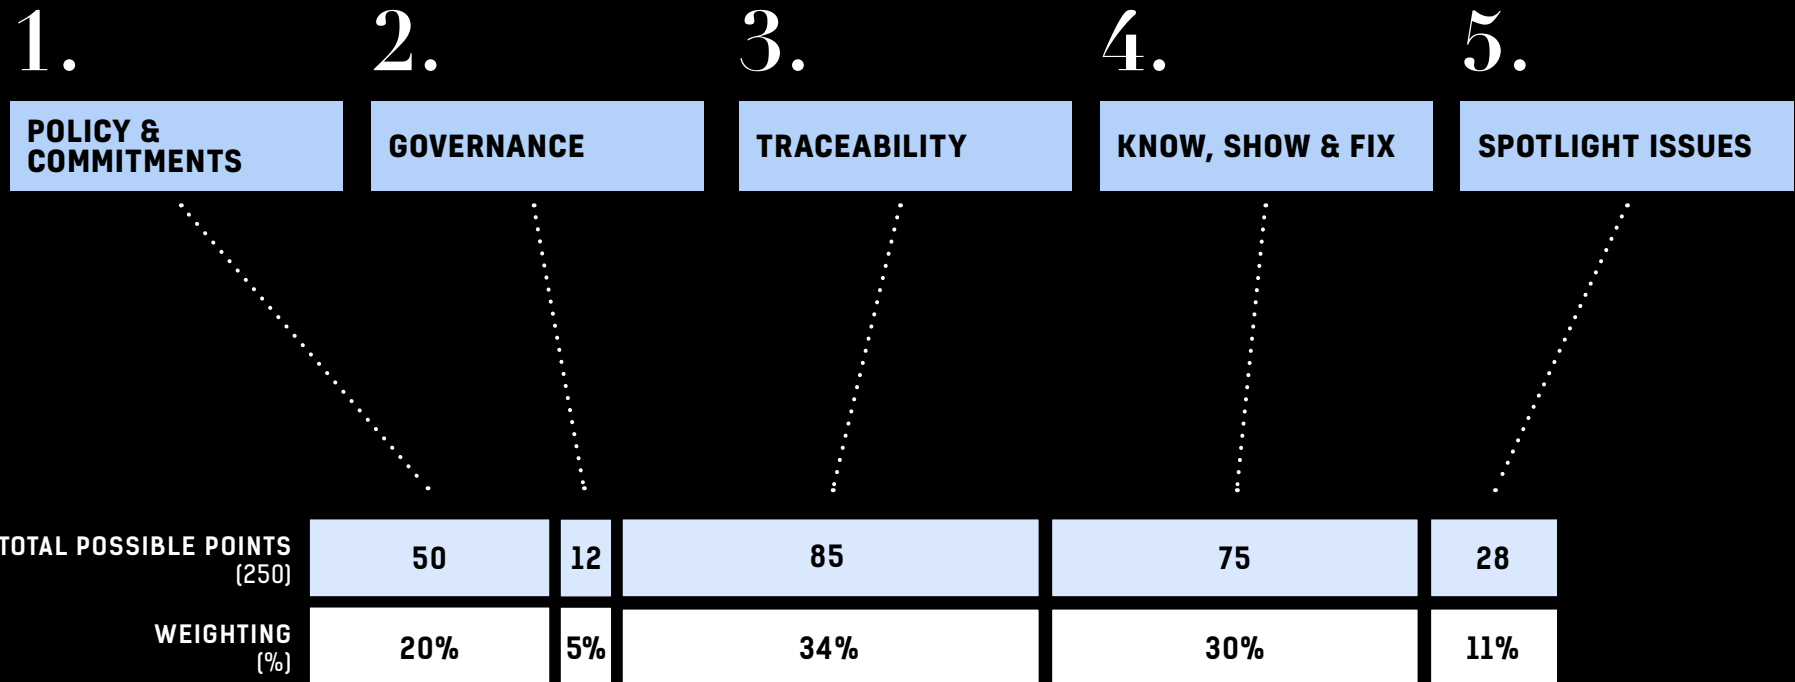 1.
2.
3.
4.
5.
POLICY &
COMMITMENTS
GOVERNANCE
TRACEABILITY
KNOW, SHOW & FIX
SPOTLIGHT ISSUES
TOTAL POSSIBLE POINTS
(250)
50
12
85
75
28
WEIGHTING
(%)
20%
5%
34%
30%
11%